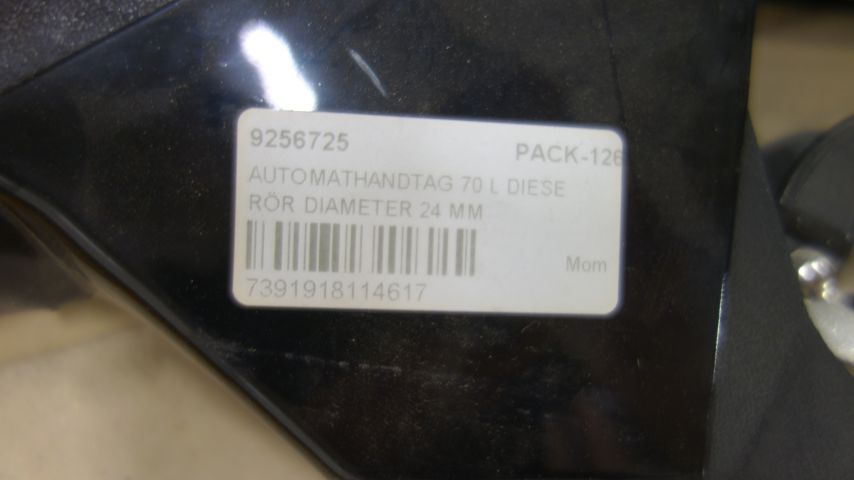 9256725 PACK-126
AUTOMATHANDTAG 70 L DIESE
RÖR DIAMETER 24 MM
Mom
7391918114617